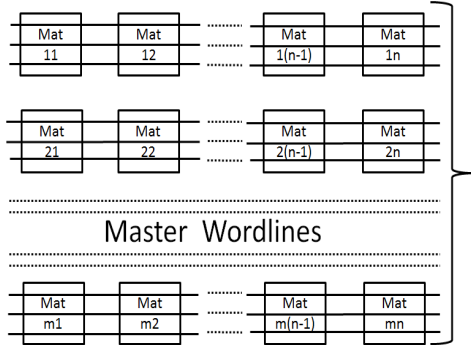 Mat Mat Mat Mat
11 12 1(n-1) 1n
Mat Mat Mat Mat
21 22 2(n-1) 2n
Master Wordlines
Mat Mat Mat Mat
m1 m2 m(n-1) mn